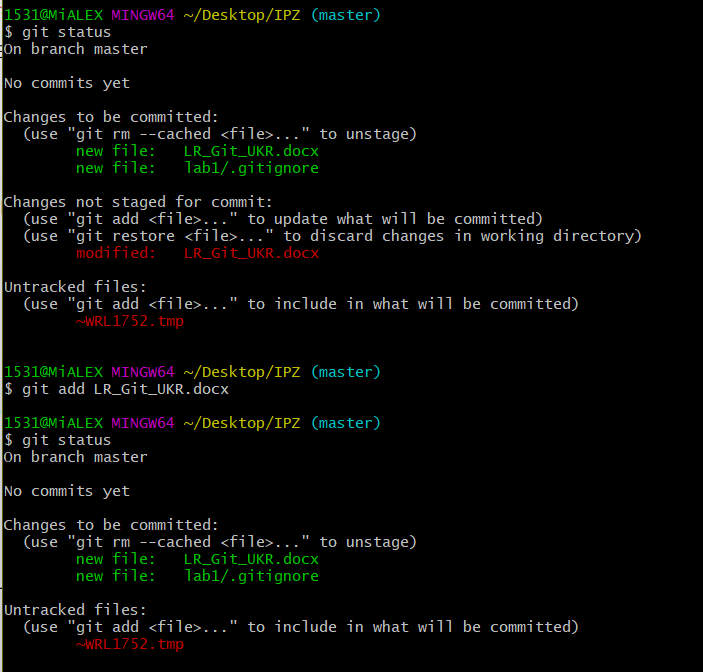 1531@MiALEX MINGW64 ~/Desktop/IPZ (master)
$ git status
On branch master
No commits yet
Changes to be committed:
(use "git rm --cached <file>..." to unstage)
new file:   LR_Git_UKR.docx
new file:   lab1/.gitignore
Changes not staged for commit:
(use "git add <file>..." to update what will be committed)
(use "git restore <file>..." to discard changes in working directory)
modified:   LR_Git_UKR.docx
Untracked files:
(use "git add <file>..." to include in what will be committed)
~WRL1752.tmp
1531@MiALEX MINGW64 ~/Desktop/IPZ (master)
$ git add LR_Git_UKR.docx
1531@MiALEX MINGW64 ~/Desktop/IPZ (master)
$ git status
On branch master
No commits yet
Changes to be committed:
(use "git rm --cached <file>..." to unstage)
new file:   LR_Git_UKR.docx
new file:   lab1/.gitignore
Untracked files:
(use "git add <file>..." to include in what will be committed)
~WRL1752.tmp